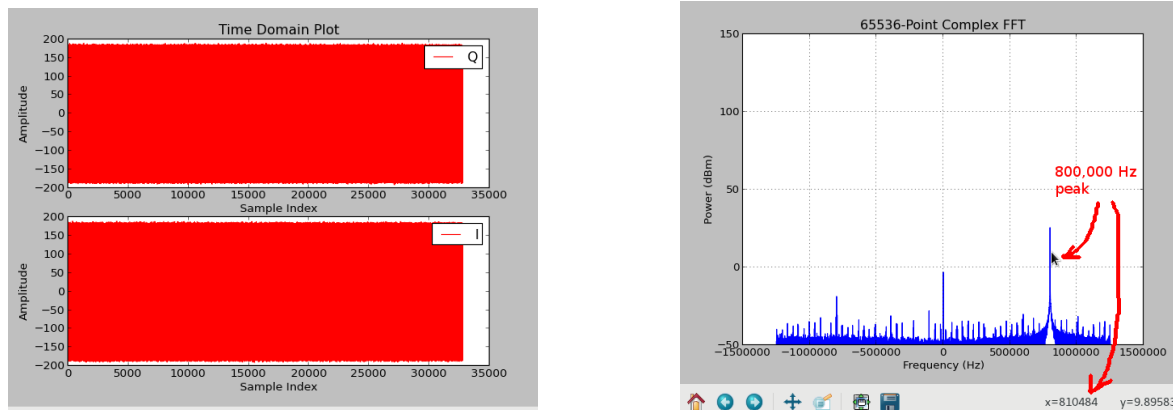 Time Domain Plot
200
150
100
50
0
−50
−100
−150
−200
Amplitude
Q
0 5000 10000 15000 20000 25000 30000 35000
Sample Index
200
150
100
50
0
−50
−100
−150
−200
Amplitude
I
0 5000 10000 15000 20000 25000 30000 35000
Sample Index
65536-Point Complex FFT
150
100
50
0
−50
Power (dBm)
800,000 Hz
peak
−1500000 −1000000 −500000 0 500000 1000000 1500000
Frequency (Hz)
x=810484 y=9.8958